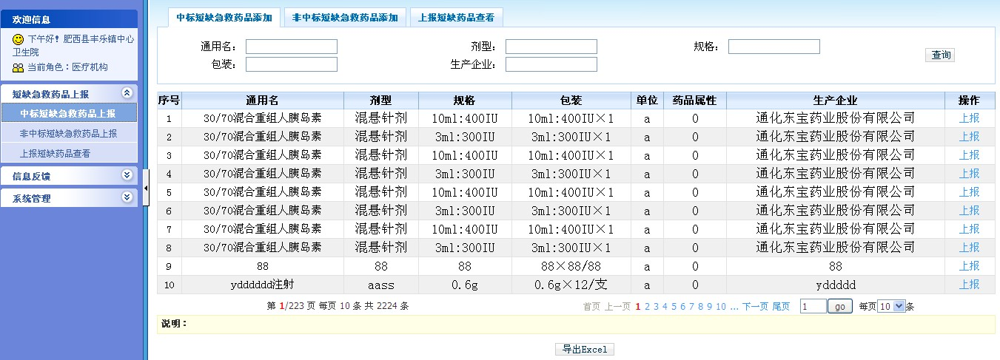 欢迎信息
下午好！肥西县丰乐镇中心
卫生院
当前角色：医疗机构
短缺急救药品上报
中标短缺急救药品上报
非中标短缺急救药品上报
上报短缺药品查看
信息反馈
系统管理
中标短缺急救药品添加 非中标短缺急救药品添加 上报短缺药品查看
通用名： 剂型： 规格：
查询
包装： 生产企业：
序号 通用名 剂型 规格 包装 单位 药品属性 生产企业 操作
1 30/70混合重组人胰岛素 混悬针剂 10ml:400IU 10ml:400IU×1 a 0 通化东宝药业股份有限公司 上报
2 30/70混合重组人胰岛素 混悬针剂 3ml:300IU 3ml:300IU×1 a 0 通化东宝药业股份有限公司 上报
3 30/70混合重组人胰岛素 混悬针剂 10ml:400IU 10ml:400IU×1 a 0 通化东宝药业股份有限公司 上报
4 30/70混合重组人胰岛素 混悬针剂 3ml:300IU 3ml:300IU×1 a 0 通化东宝药业股份有限公司 上报
5 30/70混合重组人胰岛素 混悬针剂 10ml:400IU 10ml:400IU×1 a 0 通化东宝药业股份有限公司 上报
6 30/70混合重组人胰岛素 混悬针剂 3ml:300IU 3ml:300IU×1 a 0 通化东宝药业股份有限公司 上报
7 30/70混合重组人胰岛素 混悬针剂 10ml:400IU 10ml:400IU×1 a 0 通化东宝药业股份有限公司 上报
8 30/70混合重组人胰岛素 混悬针剂 3ml:300IU 3ml:300IU×1 a 0 通化东宝药业股份有限公司 上报
9 88 88 88 88×88/88 a 0 88 上报
10 ydddddd注射 aass 0.6g 0.6g×12/支 a 0 yddddd 上报
第 1/223 页 每页 10 条 共 2224 条 首页 上一页 1 2 3 4 5 6 7 8 9 10 ... 下一页 尾页 1 go 每页 10 条
说明：
导出Excel